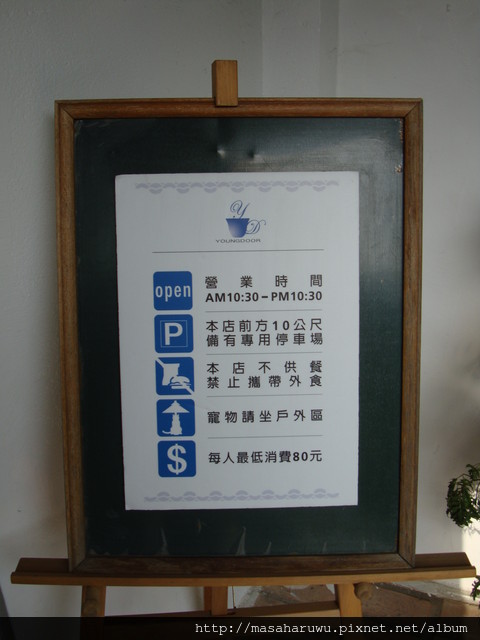 YD
YOUNGDOOR
open
營業時間
AM10:30-PM10:30
P
本店前方10公尺
備有專用停車場
本店不供餐
禁止攜帶外食
寵物請坐戶外區
$
每人最低消費80元
http://masaharuwu.pixnet.net/album